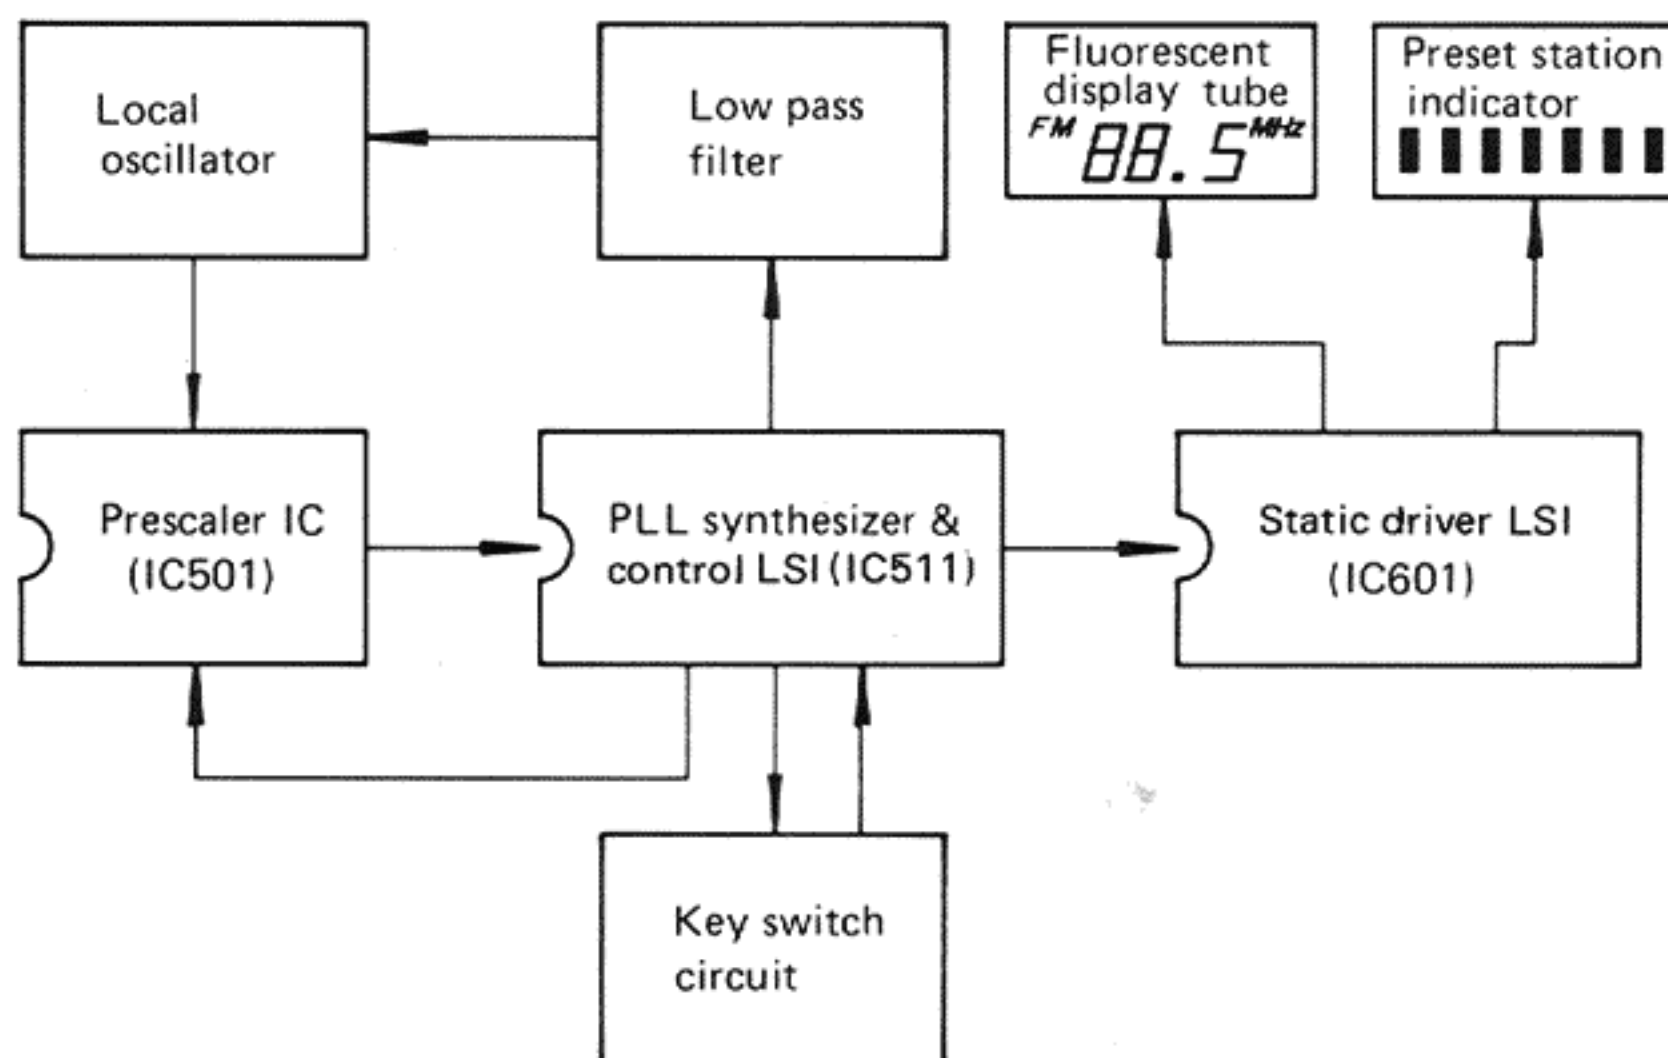 Local
oscillator
Low pass
filter
Fluorescent
display tube
FM 88.5 MHz
Preset station
indicator
Prescaler IC
(IC501)
PLL synthesizer &
control LSI(IC511)
Static driver LSI
(IC601)
Key switch
circuit